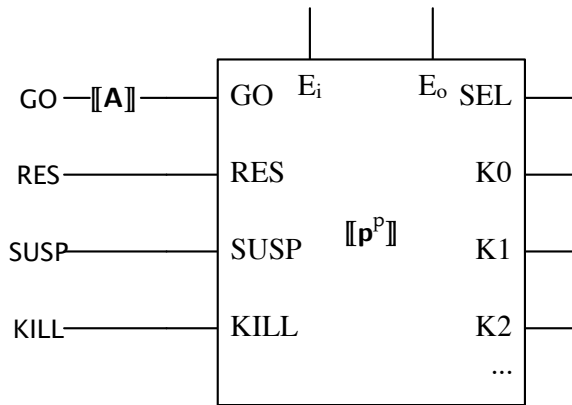 Eᵢ Eₒ
GO ⟦A⟧ GO SEL
RES RES K0
SUSP SUSP ⟦pᵖ⟧ K1
KILL KILL K2
...